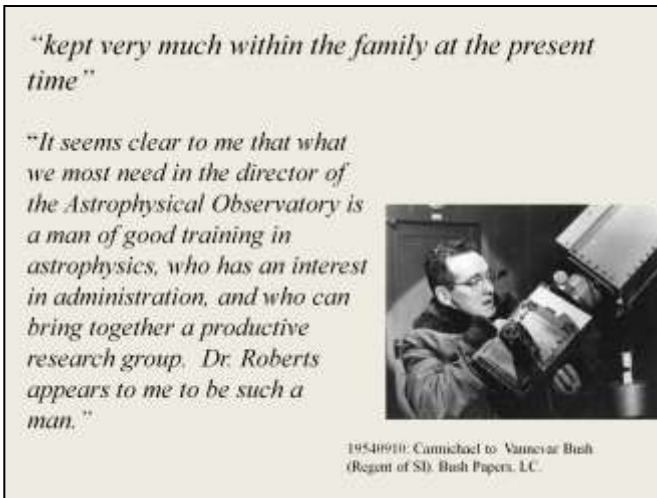 “kept very much within the family at the present
time”
“It seems clear to me that what
we most need in the director of
the Astrophysical Observatory is
a man of good training in
astrophysics, who has an interest
in administration, and who can
bring together a productive
research group. Dr. Roberts
appears to me to be such a
man.”
19540910: Carmichael to Vannevar Bush
(Regent of SI). Bush Papers, LC.